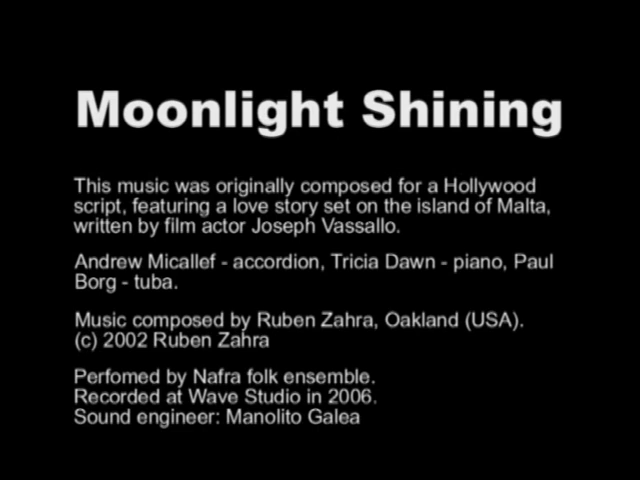 Moonlight Shining
This music was originally composed for a Hollywood
script, featuring a love story set on the island of Malta,
written by film actor Joseph Vassallo.
Andrew Micallef - accordion, Tricia Dawn - piano, Paul
Borg - tuba.
Music composed by Ruben Zahra, Oakland (USA).
(c) 2002 Ruben Zahra
Perfomed by Nafra folk ensemble.
Recorded at Wave Studio in 2006.
Sound engineer: Manolito Galea